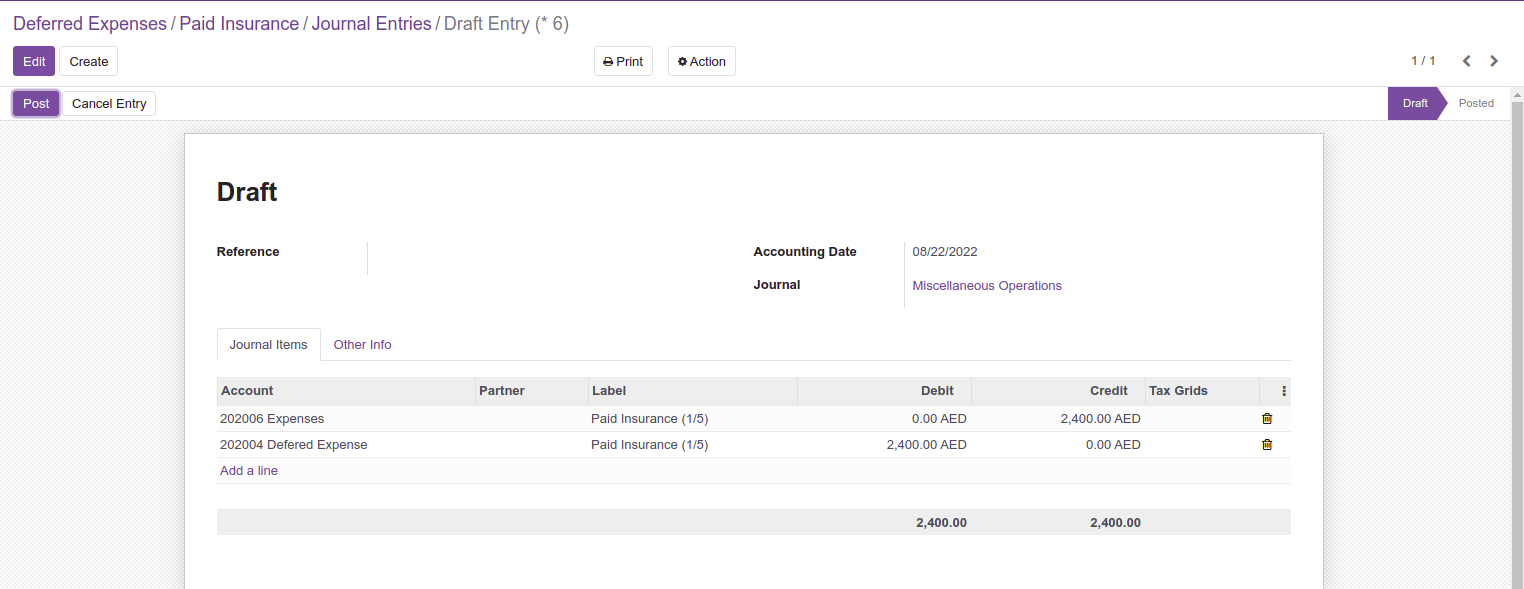 Deferred Expenses / Paid Insurance / Journal Entries / Draft Entry (* 6)
Edit Create Print Action 1 / 1
Post Cancel Entry Draft Posted
Draft
Reference Accounting Date 08/22/2022
Journal Miscellaneous Operations
Journal Items Other Info
Account Partner Label Debit Credit Tax Grids
202006 Expenses Paid Insurance (1/5) 0.00 AED 2,400.00 AED
202004 Defered Expense Paid Insurance (1/5) 2,400.00 AED 0.00 AED
Add a line
2,400.00 2,400.00